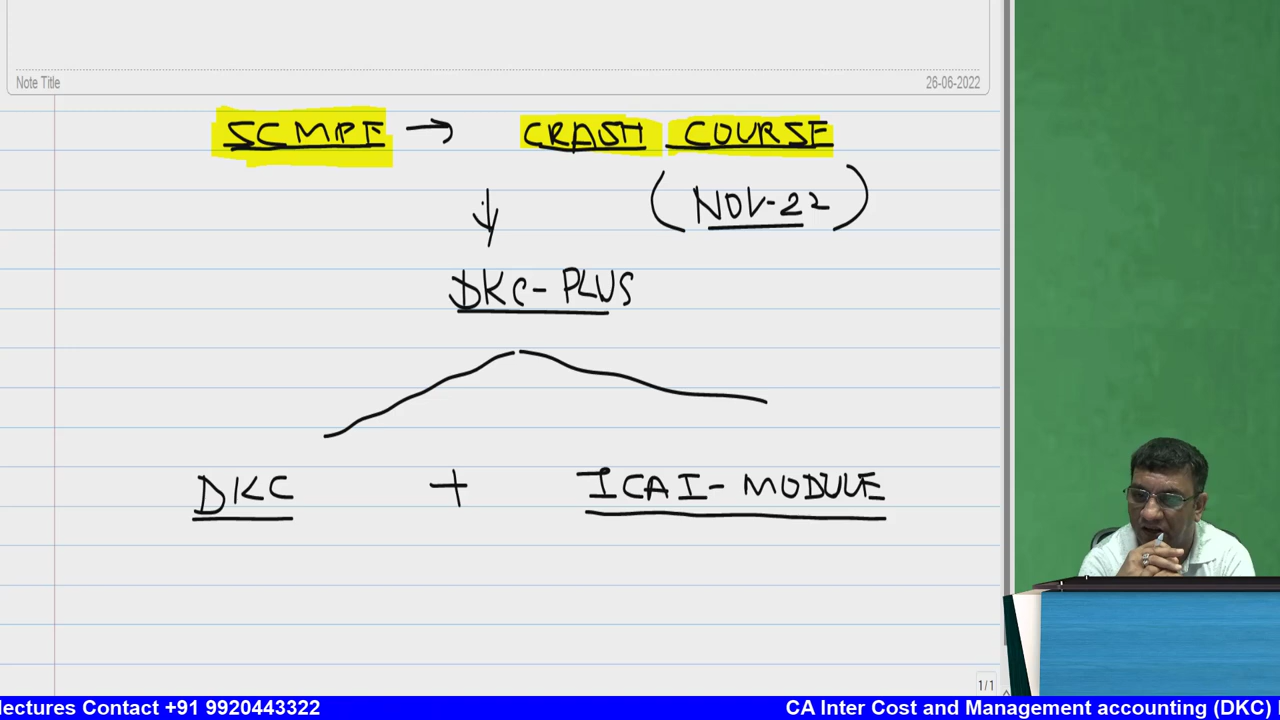 Note Title
26-06-2022
SCMPE → CRASH COURSE
↓ (NOV-22)
DKC-PLUS
DKC + ICAI-MODULE
1/1
lectures Contact +91 9920443322 CA Inter Cost and Management accounting (DKC)